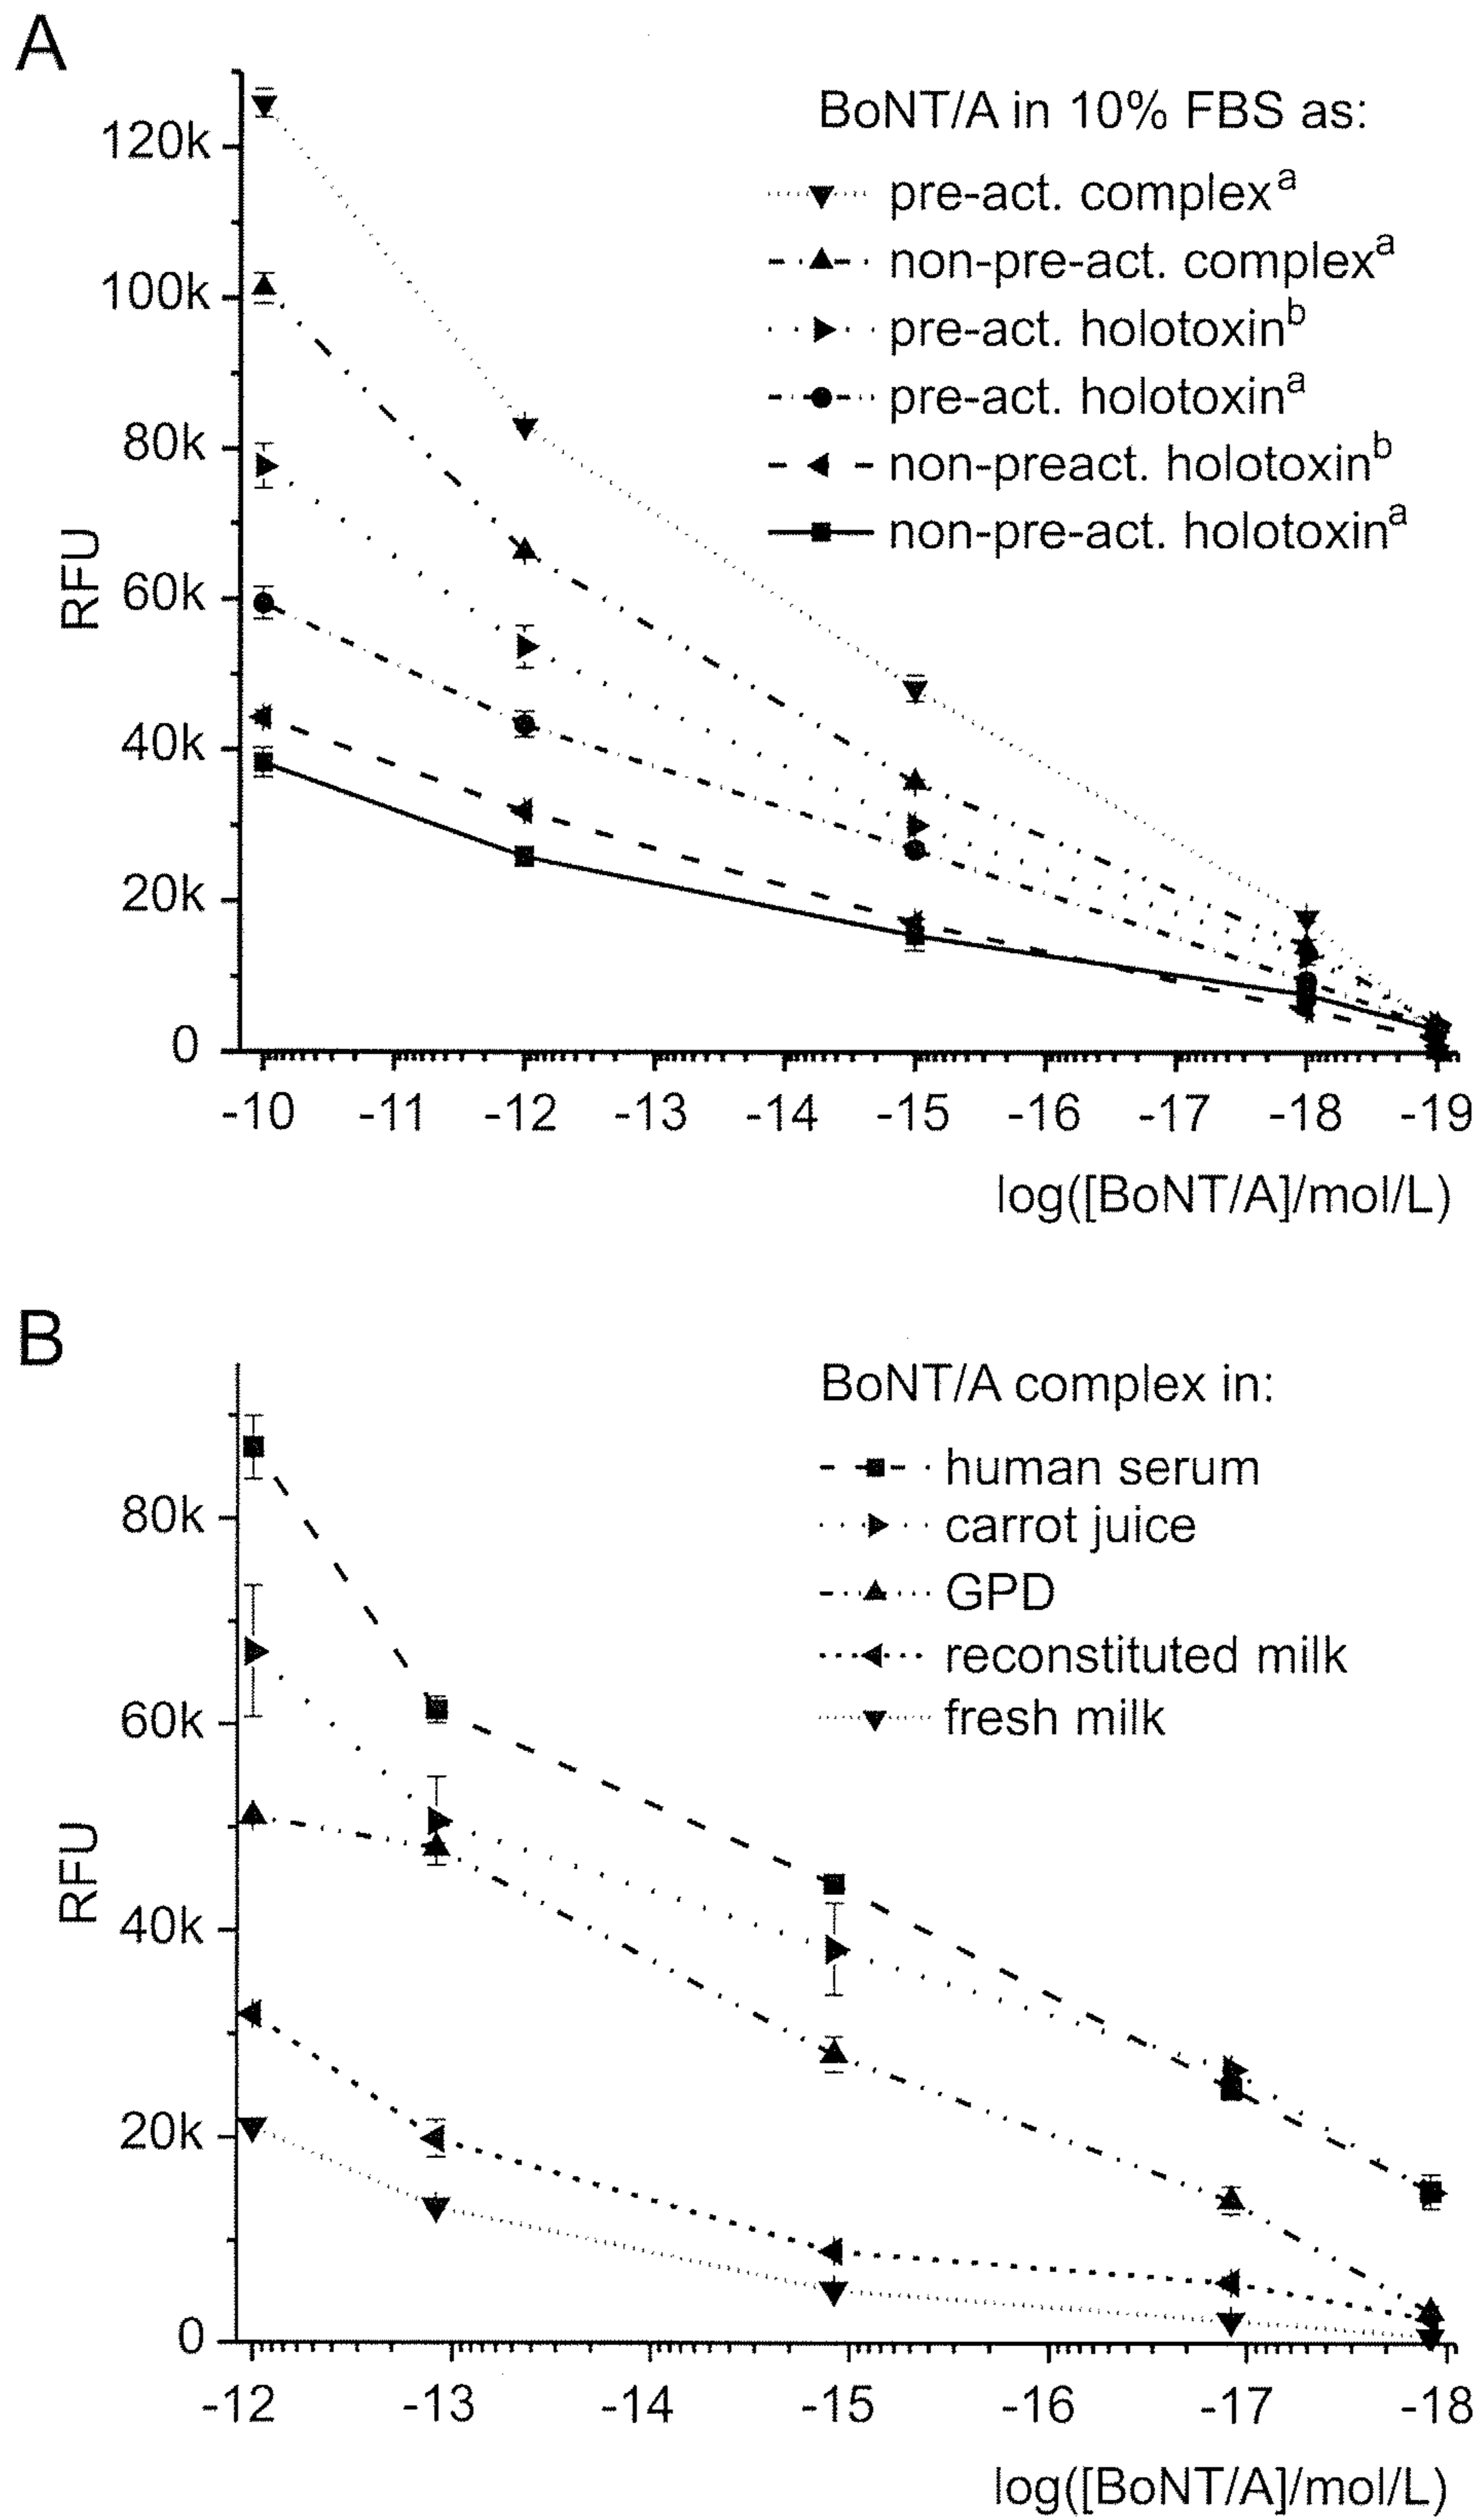 A
BoNT/A in 10% FBS as:
pre-act. complexᵃ
non-pre-act. complexᵃ
pre-act. holotoxinᵇ
pre-act. holotoxinᵃ
non-preact. holotoxinᵇ
non-pre-act. holotoxinᵃ
RFU
120k
100k
80k
60k
40k
20k
0
-10 -11 -12 -13 -14 -15 -16 -17 -18 -19
log([BoNT/A]/mol/L)
B
BoNT/A complex in:
human serum
carrot juice
GPD
reconstituted milk
fresh milk
RFU
80k
60k
40k
20k
0
-12 -13 -14 -15 -16 -17 -18
log([BoNT/A]/mol/L)